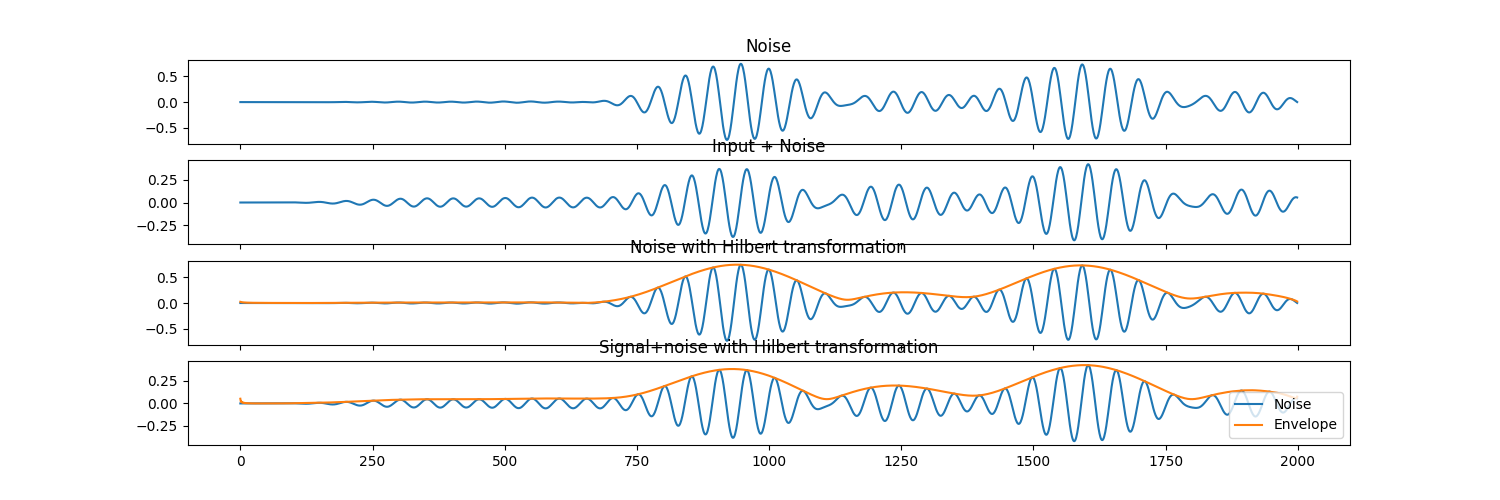 Noise
0.5
0.0
−0.5
Input + Noise
0.25
0.00
−0.25
Noise with Hilbert transformation
0.5
0.0
−0.5
Signal+noise with Hilbert transformation
0.25
0.00
−0.25
Noise
Envelope
0 250 500 750 1000 1250 1500 1750 2000